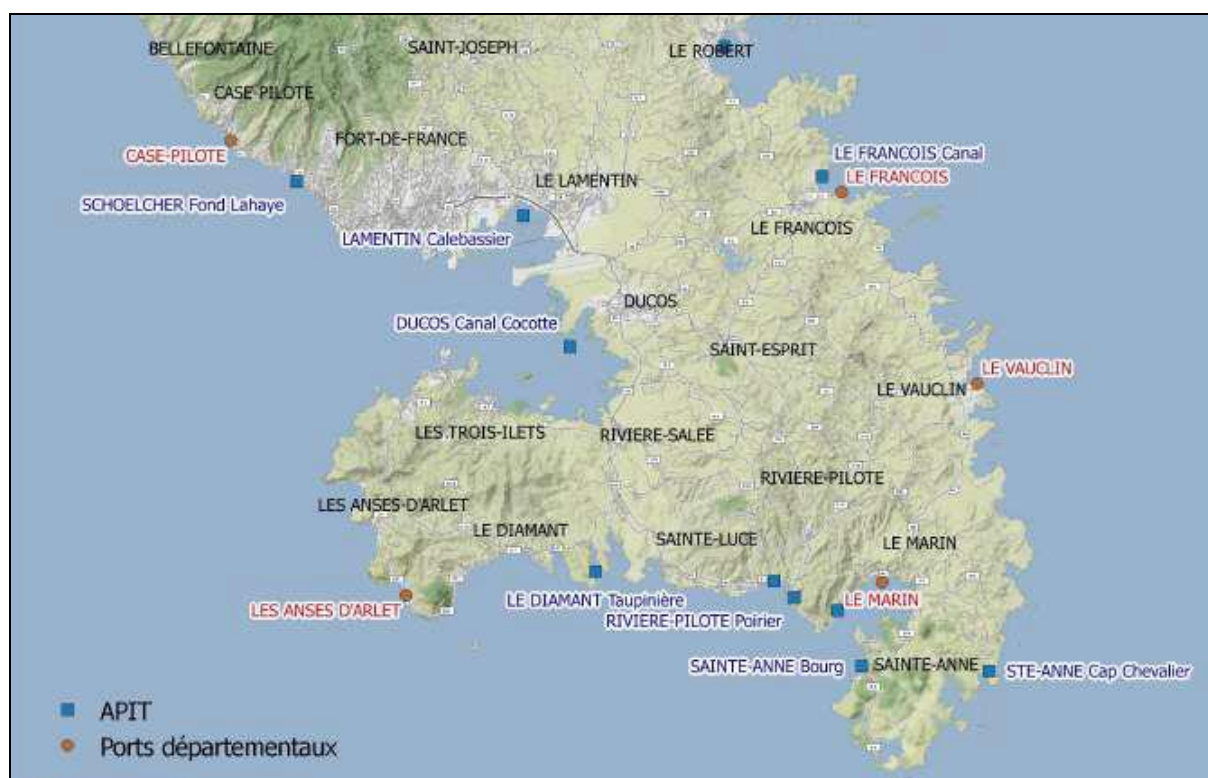 BELLEFONTAINE
SAINT-JOSEPH
LE ROBERT
CASE-PILOTE
FORT-DE-FRANCE
CASE-PILOTE
LE FRANCOIS Canal
LE FRANCOIS
LE LAMENTIN
SCHOELCHER Fond Lahaye
LE FRANCOIS
LAMENTIN Calebassier
DUCOS
DUCOS Canal Cocotte
SAINT-ESPRIT
LE VAUCLIN
LE VAUCLIN
LES TROIS-ILETS
RIVIERE-SALEE
RIVIERE-PILOTE
LES ANSES-D'ARLET
LE DIAMANT
SAINTE-LUCE
LE MARIN
LE DIAMANT Taupinière
LE MARIN
LES ANSES D'ARLET
RIVIERE-PILOTE Poirier
SAINTE-ANNE Bourg
SAINTE-ANNE
STE-ANNE Cap Chevalier
APIT
Ports départementaux